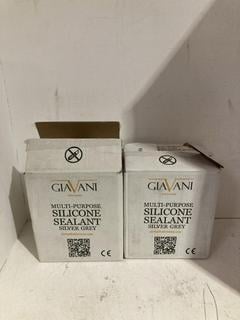 GIAVANI
MULTI-PURPOSE
SILICONE
SEALANT
SILVER GREY
CE
GIAVANI
MULTI-PURPOSE
SILICONE
SEALANT
SILVER GREY
CE